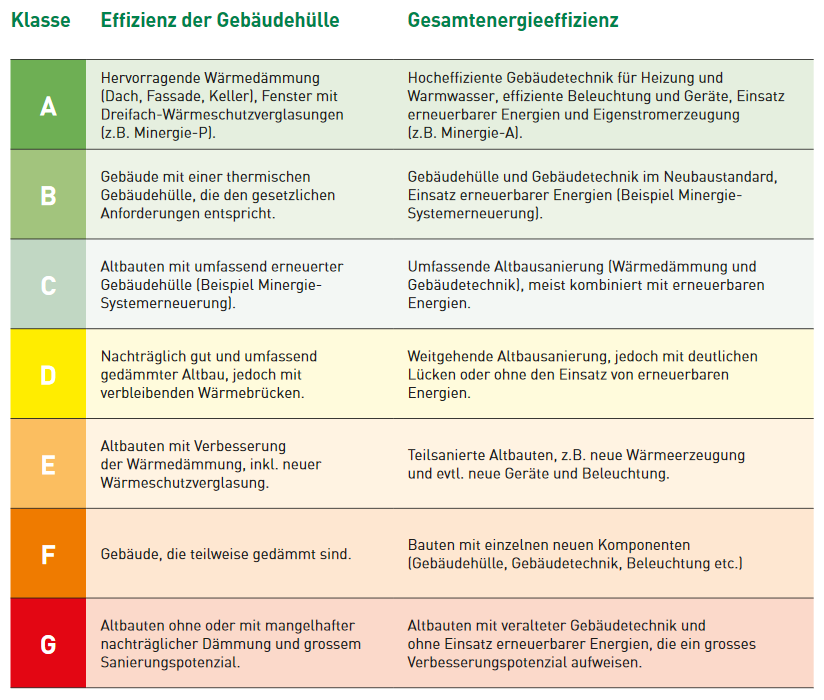 Klasse
Effizienz der Gebäudehülle
Gesamtenergieeffizienz
A
Hervorragende Wärmedämmung
(Dach, Fassade, Keller), Fenster mit
Dreifach-Wärmeschutzverglasungen
(z.B. Minergie-P).
Hocheffiziente Gebäudetechnik für Heizung und
Warmwasser, effiziente Beleuchtung und Geräte, Einsatz
erneuerbarer Energien und Eigenstromerzeugung
(z.B. Minergie-A).
B
Gebäude mit einer thermischen
Gebäudehülle, die den gesetzlichen
Anforderungen entspricht.
Gebäudehülle und Gebäudetechnik im Neubaustandard,
Einsatz erneuerbarer Energien (Beispiel Minergie-
Systemerneuerung).
C
Altbauten mit umfassend erneuerter
Gebäudehülle (Beispiel Minergie-
Systemerneuerung).
Umfassende Altbausanierung (Wärmedämmung und
Gebäudetechnik), meist kombiniert mit erneuerbaren
Energien.
D
Nachträglich gut und umfassend
gedämmter Altbau, jedoch mit
verbleibenden Wärmebrücken.
Weitgehende Altbausanierung, jedoch mit deutlichen
Lücken oder ohne den Einsatz von erneuerbaren
Energien.
E
Altbauten mit Verbesserung
der Wärmedämmung, inkl. neuer
Wärmeschutzverglasung.
Teilsanierte Altbauten, z.B. neue Wärmeerzeugung
und evtl. neue Geräte und Beleuchtung.
F
Gebäude, die teilweise gedämmt sind.
Bauten mit einzelnen neuen Komponenten
(Gebäudehülle, Gebäudetechnik, Beleuchtung etc.)
G
Altbauten ohne oder mit mangelhafter
nachträglicher Dämmung und grossem
Sanierungspotenzial.
Altbauten mit veralteter Gebäudetechnik und
ohne Einsatz erneuerbarer Energien, die ein grosses
Verbesserungspotenzial aufweisen.